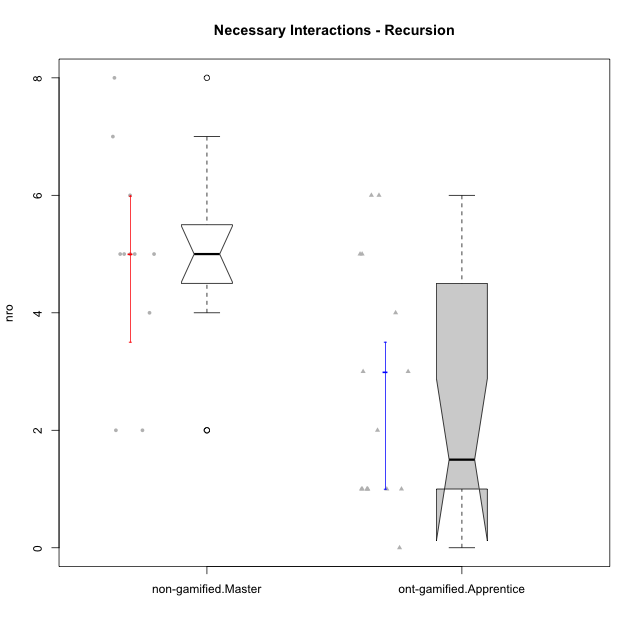 Necessary Interactions - Recursion
8
6
4
2
0
nro
non-gamified.Master
ont-gamified.Apprentice